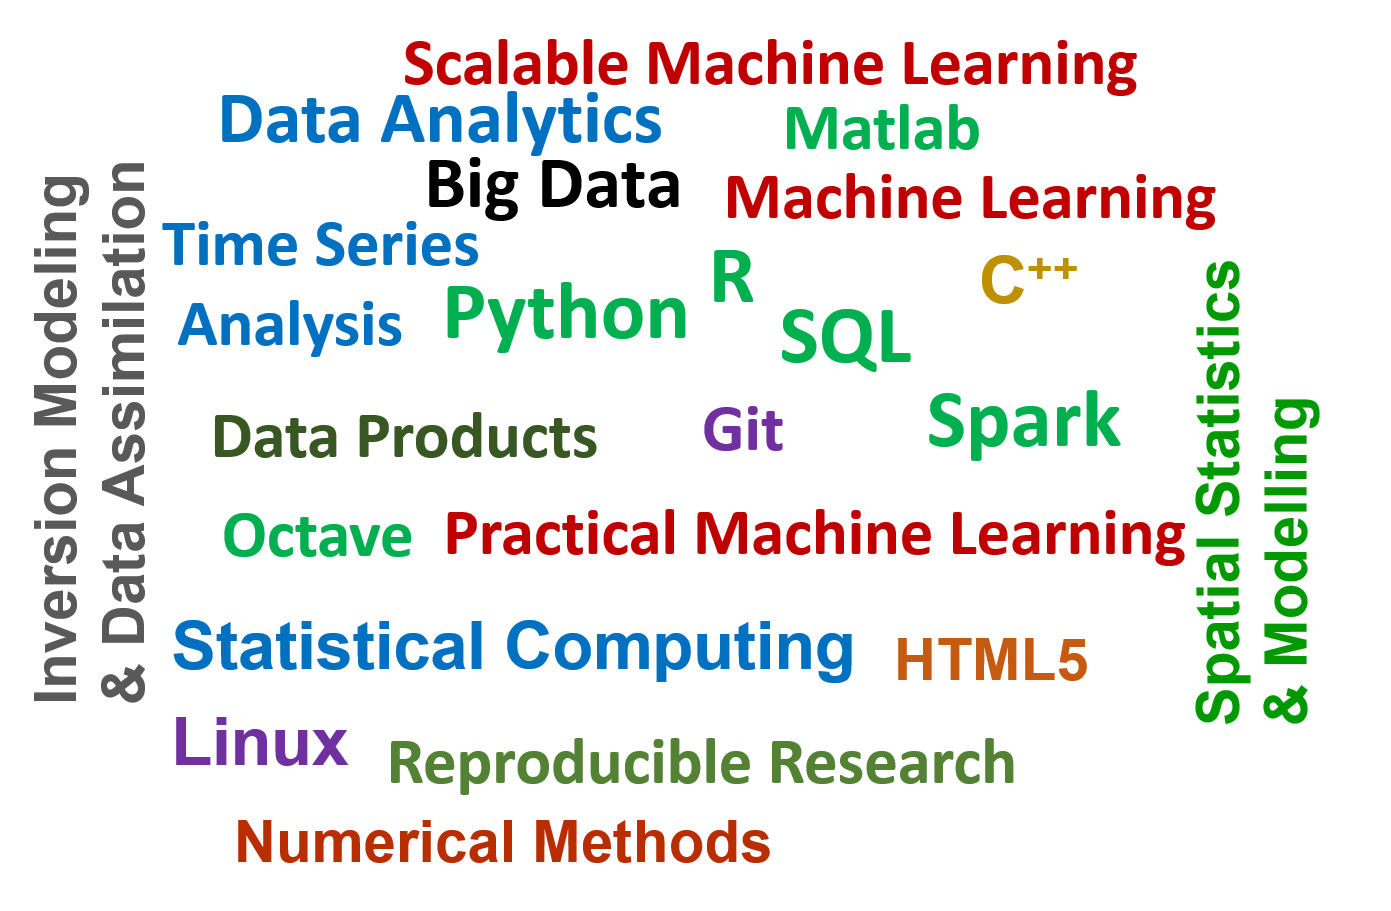 Scalable Machine Learning
Data Analytics
Matlab
Big Data
Machine Learning
Time Series
Analysis
Python
R
C++
SQL
Data Products
Git
Spark
Octave
Practical Machine Learning
Statistical Computing
HTML5
Linux
Reproducible Research
Numerical Methods
Inversion Modeling
& Data Assimilation
Spatial Statistics
& Modelling